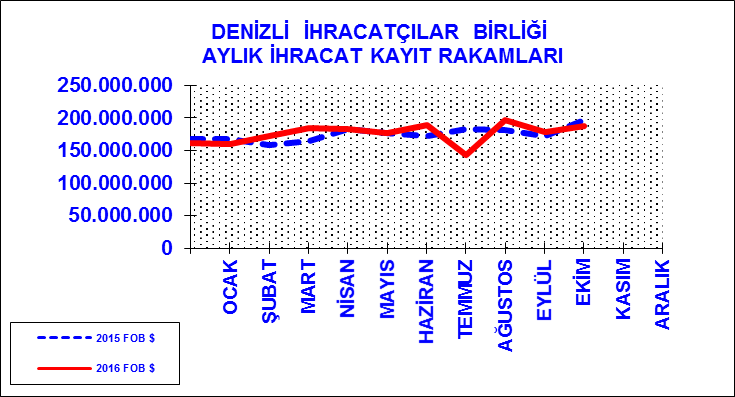 DENİZLİ İHRACATÇILAR BİRLİĞİ
AYLIK İHRACAT KAYIT RAKAMLARI
250.000.000
200.000.000
150.000.000
100.000.000
50.000.000
0
OCAK
ŞUBAT
MART
NİSAN
MAYIS
HAZİRAN
TEMMUZ
AĞUSTOS
EYLÜL
EKİM
KASIM
ARALIK
2015 FOB $
2016 FOB $